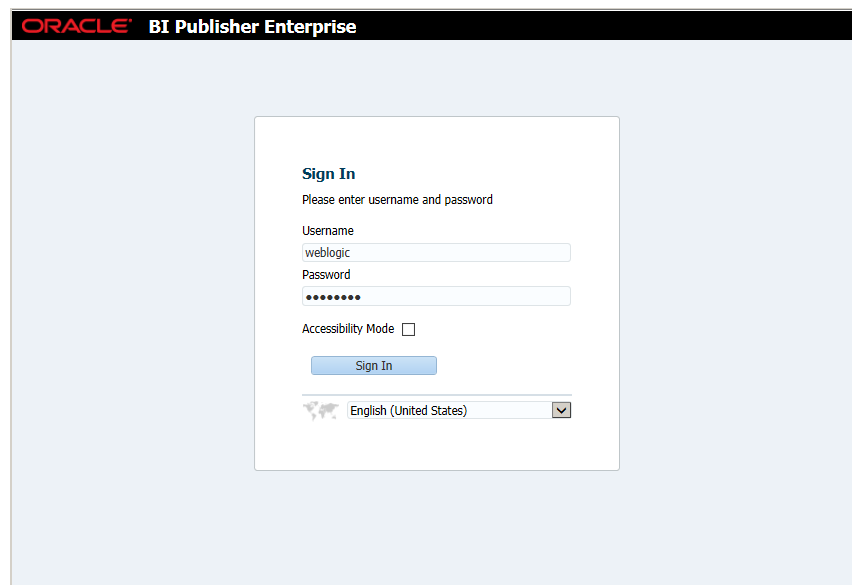 ORACLE BI Publisher Enterprise
Sign In
Please enter username and password
Username
weblogic
Password
••••••••
Accessibility Mode
Sign In
English (United States)